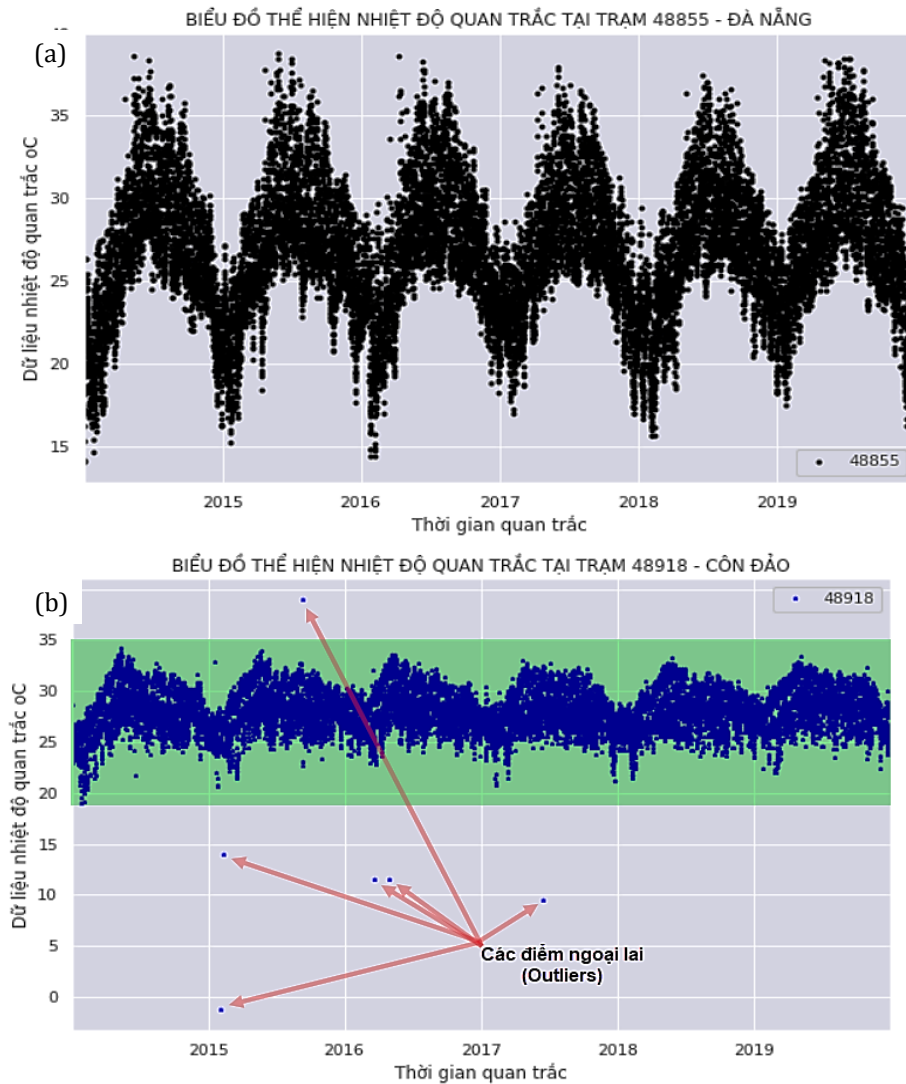 BIỂU ĐỒ THỂ HIỆN NHIỆT ĐỘ QUAN TRẮC TẠI TRẠM 48855 - ĐÀ NẴNG
(a)
35
30
25
20
15
Dữ liệu nhiệt độ quan trắc oC
48855
2015 2016 2017 2018 2019
Thời gian quan trắc
BIỂU ĐỒ THỂ HIỆN NHIỆT ĐỘ QUAN TRẮC TẠI TRẠM 48918 - CÔN ĐẢO
(b)
48918
35
30
25
20
15
10
5
0
Dữ liệu nhiệt độ quan trắc oC
Các điểm ngoại lai
(Outliers)
2015 2016 2017 2018 2019
Thời gian quan trắc